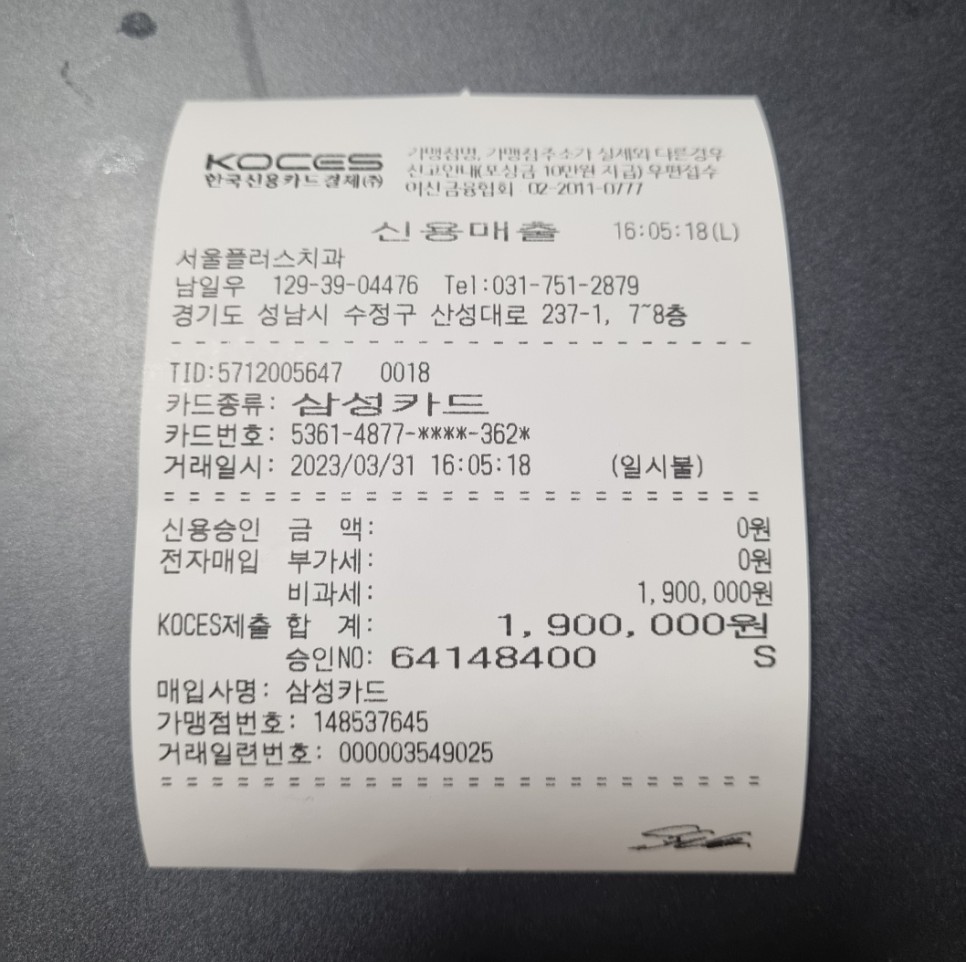 KOCES
한국신용카드결제(주)
가맹점명, 가맹점주소가 실제와 다른경우
신고안내(포상금 10만원 지급) 우편접수
여신금융협회 02-2011-0777
신용매출 16:05:18(L)
서울플러스치과
남일우 129-39-04476 Tel:031-751-2879
경기도 성남시 수정구 산성대로 237-1, 7~8층
TID:5712005647 0018
카드종류: 삼성카드
카드번호: 5361-4877-****-362*
거래일시: 2023/03/31 16:05:18 (일시불)
신용승인 금 액: 0원
전자매입 부가세: 0원
비과세: 1,900,000원
KOCES제출 합 계: 1,900,000원
승인NO: 64148400 S
매입사명: 삼성카드
가맹점번호: 148537645
거래일련번호: 000003549025